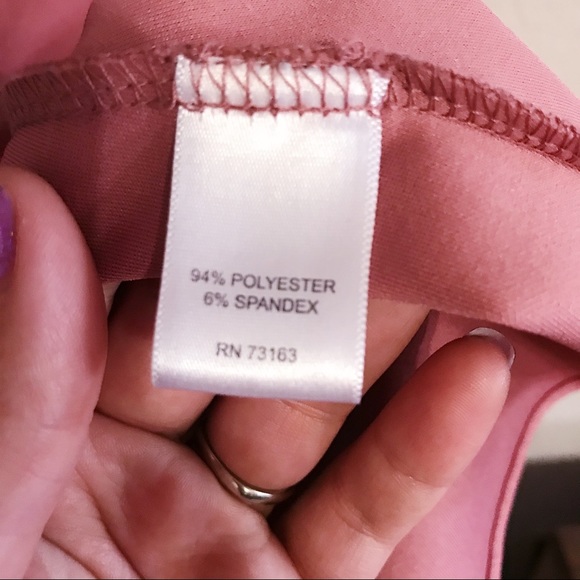 94% POLYESTER
6% SPANDEX
RN 73163